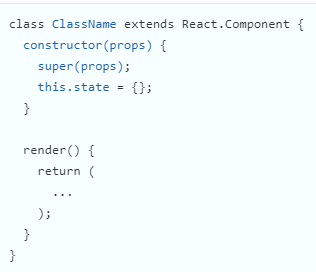 class ClassName extends React.Component {
  constructor(props) {
    super(props);
    this.state = {};
  }

  render() {
    return (
      ...
    );
  }
}